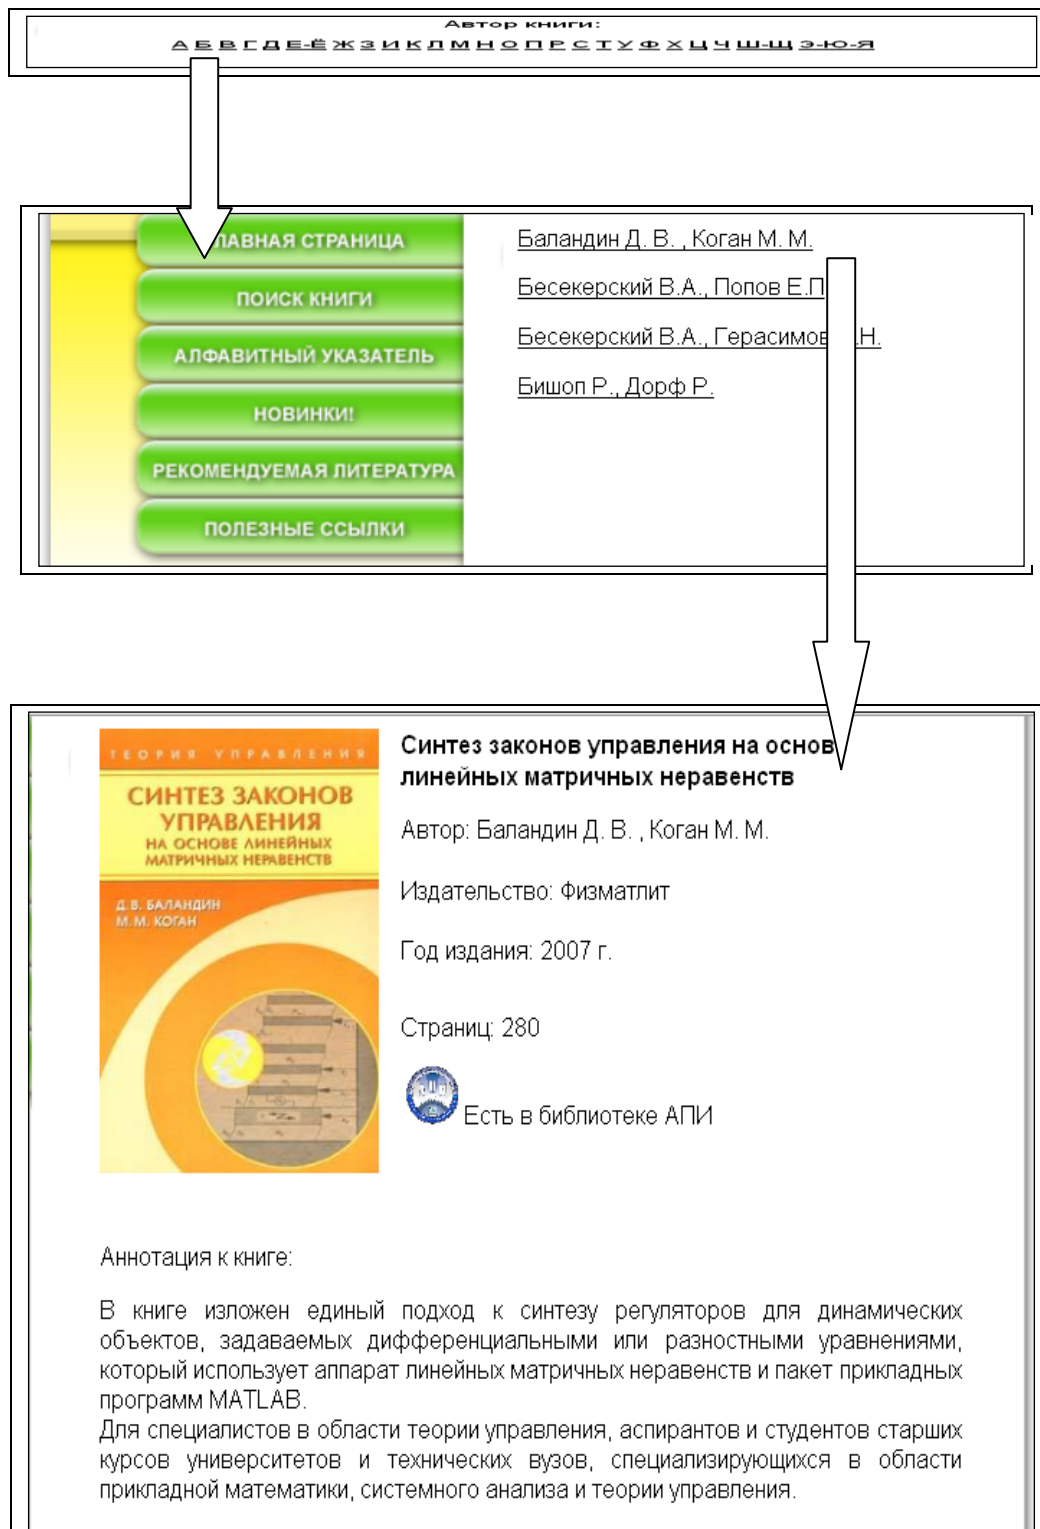 Автор книги:
А Б В Г Д Е-Ё Ж З И К Л М Н О П Р С Т У Ф Х Ц Ч Ш-Щ Э-Ю-Я
ЛАВНАЯ СТРАНИЦА
ПОИСК КНИГИ
АЛФАВИТНЫЙ УКАЗАТЕЛЬ
НОВИНКИ!
РЕКОМЕНДУЕМАЯ ЛИТЕРАТУРА
ПОЛЕЗНЫЕ ССЫЛКИ
Баландин Д. В. , Коган М. М.
Бесекерский В.А., Попов Е.П
Бесекерский В.А., Герасимов .Н.
Бишоп Р., Дорф Р.
ТЕОРИЯ УПРАВЛЕНИЯ
СИНТЕЗ ЗАКОНОВ
УПРАВЛЕНИЯ
НА ОСНОВЕ ЛИНЕЙНЫХ
МАТРИЧНЫХ НЕРАВЕНСТВ
Д.В. БАЛАНДИН
М.М. КОГАН
Синтез законов управления на основ
линейных матричных неравенств
Автор: Баландин Д. В. , Коган М. М.
Издательство: Физматлит
Год издания: 2007 г.
Страниц: 280
Есть в библиотеке АПИ
Аннотация к книге:
В книге изложен единый подход к синтезу регуляторов для динамических
объектов, задаваемых дифференциальными или разностными уравнениями,
который использует аппарат линейных матричных неравенств и пакет прикладных
программ MATLAB.
Для специалистов в области теории управления, аспирантов и студентов старших
курсов университетов и технических вузов, специализирующихся в области
прикладной математики, системного анализа и теории управления.